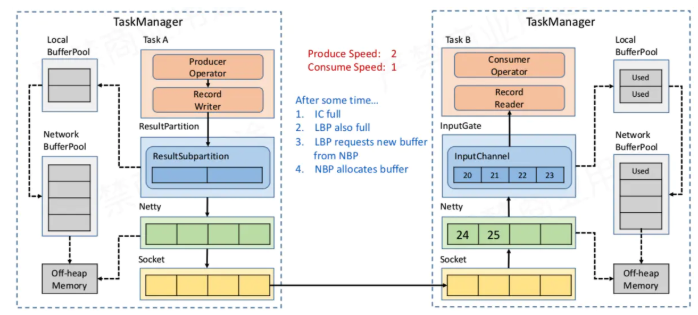 TaskManager
Local
BufferPool
Task A
Producer
Operator
Record
Writer
ResultPartition
Network
BufferPool
ResultSubpartition
Netty
Off-heap
Memory
Socket
Produce Speed: 2
Consume Speed: 1
After some time...
1. IC full
2. LBP also full
3. LBP requests new buffer
from NBP
4. NBP allocates buffer
TaskManager
Task B
Consumer
Operator
Record
Reader
Local
BufferPool
Used
Used
InputGate
InputChannel
20 21 22 23
Network
BufferPool
Used
Netty
24 25
Off-heap
Memory
Socket